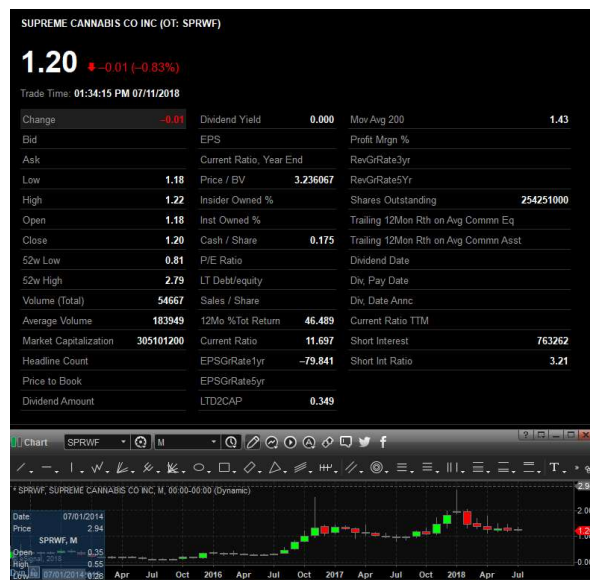 SUPREME CANNABIS CO INC (OT: SPRWF)
1.20 -0.01 (-0.83%)
Trade Time: 01:34:15 PM 07/11/2018
Change -0.01 Dividend Yield 0.000 Mov Avg 200 1.43
Bid EPS Profit Mrgn %
Ask Current Ratio, Year End RevGrRate3yr
Low 1.18 Price / BV 3.236067 RevGrRate5Yr
High 1.22 Insider Owned % Shares Outstanding 254251000
Open 1.18 Inst Owned % Trailing 12Mon Rth on Avg Commn Eq
Close 1.20 Cash / Share 0.175 Trailing 12Mon Rth on Avg Commn Asst
52w Low 0.81 P/E Ratio Dividend Date
52w High 2.79 LT Debt/equity Div, Pay Date
Volume (Total) 54667 Sales / Share Div, Date Annc
Average Volume 183949 12Mo %Tot Return 46.489 Current Ratio TTM
Market Capitalization 305101200 Current Ratio 11.697 Short Interest 763262
Headline Count EPSGrRate1yr -79.841 Short Int Ratio 3.21
Price to Book EPSGrRate5yr
Dividend Amount LTD2CAP 0.349
Chart SPRWF M
* SPRWF, SUPREME CANNABIS CO INC, M, 00:00-00:00 (Dynamic)
Date 07/01/2014
Price 2.94
SPRWF, M
Open 0.35
High 0.55
Low 0.26
2.00
07/01/2014 Apr Jul Oct 2016 Apr Jul Oct 2017 Apr Jul Oct 2018 Apr Jul